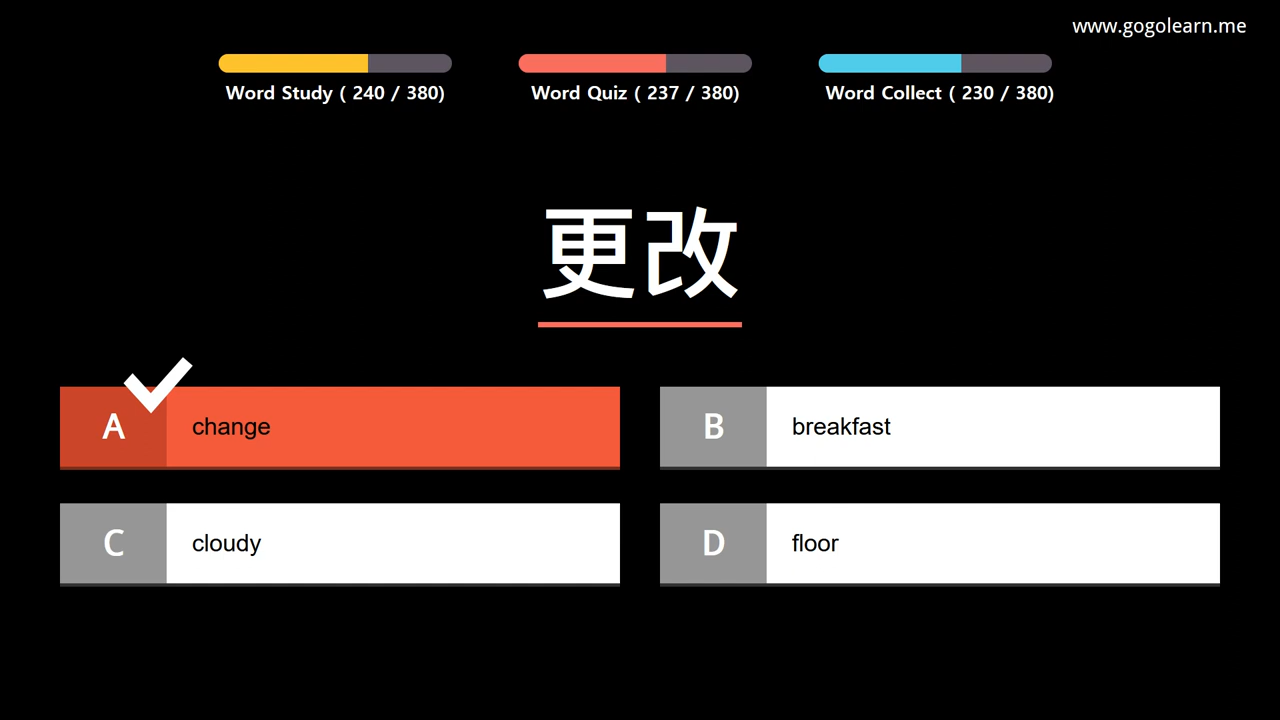 www.gogolearn.me
Word Study ( 240 / 380)
Word Quiz ( 237 / 380)
Word Collect ( 230 / 380)
更改
A change
B breakfast
C cloudy
D floor